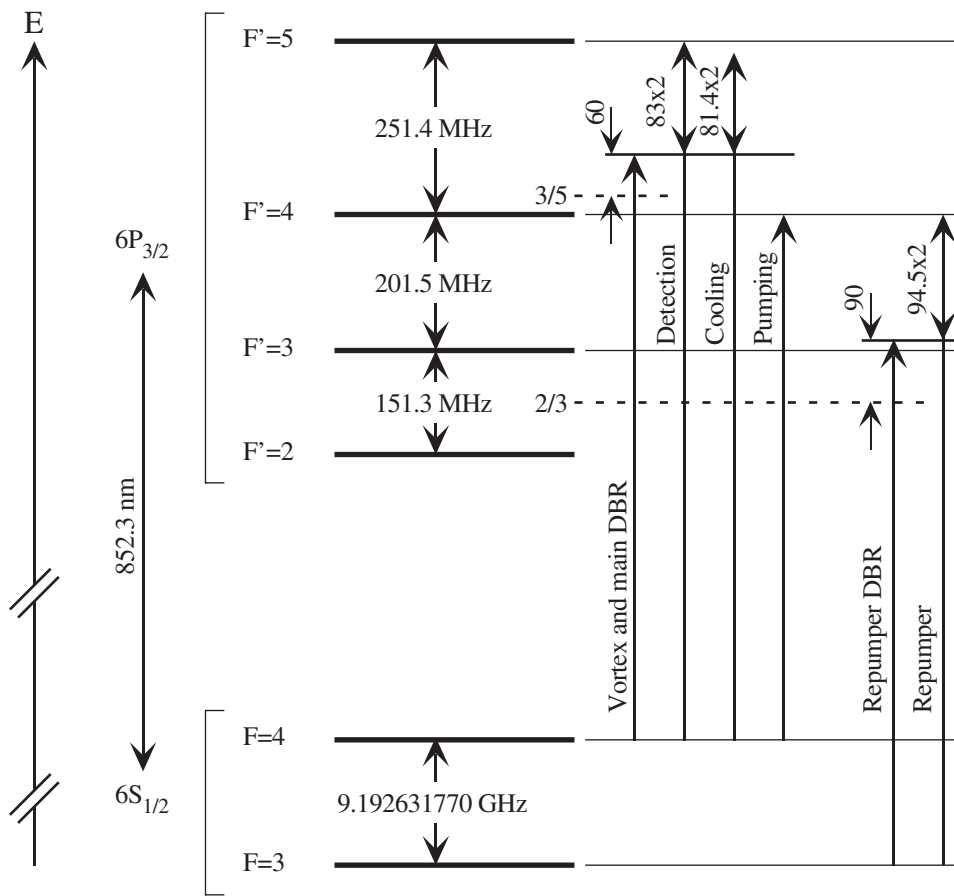 E
F'=5
251.4 MHz
F'=4
201.5 MHz
F'=3
151.3 MHz
F'=2
6P3/2
852.3 nm
6S1/2
F=4
9.192631770 GHz
F=3
60
83x2
81.4x2
3/5
Detection
Cooling
Pumping
90
94.5x2
2/3
Vortex and main DBR
Repumper DBR
Repumper